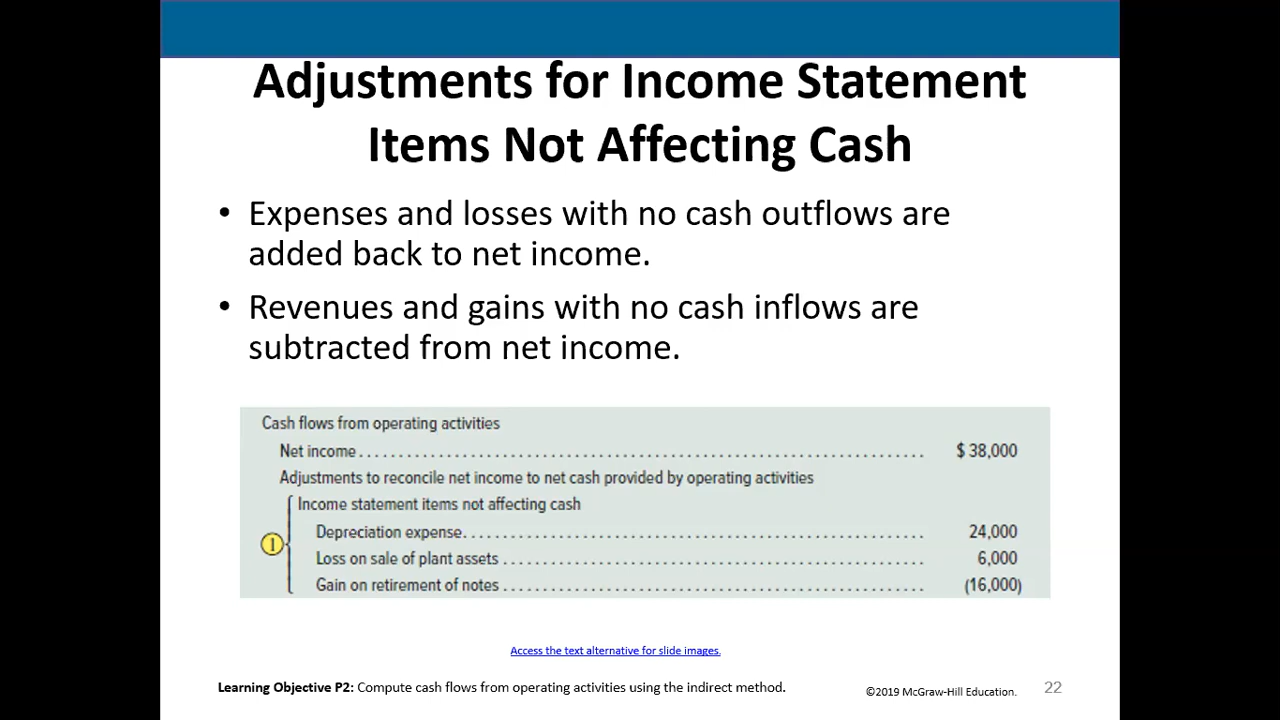 Adjustments for Income Statement
Items Not Affecting Cash
• Expenses and losses with no cash outflows are
added back to net income.
• Revenues and gains with no cash inflows are
subtracted from net income.
Cash flows from operating activities
Net income........................................................................ $ 38,000
Adjustments to reconcile net income to net cash provided by operating activities
Income statement items not affecting cash
1 Depreciation expense........................................................................ 24,000
Loss on sale of plant assets........................................................................ 6,000
Gain on retirement of notes........................................................................ (16,000)
Access the text alternative for slide images.
Learning Objective P2: Compute cash flows from operating activities using the indirect method.
©2019 McGraw-Hill Education. 22